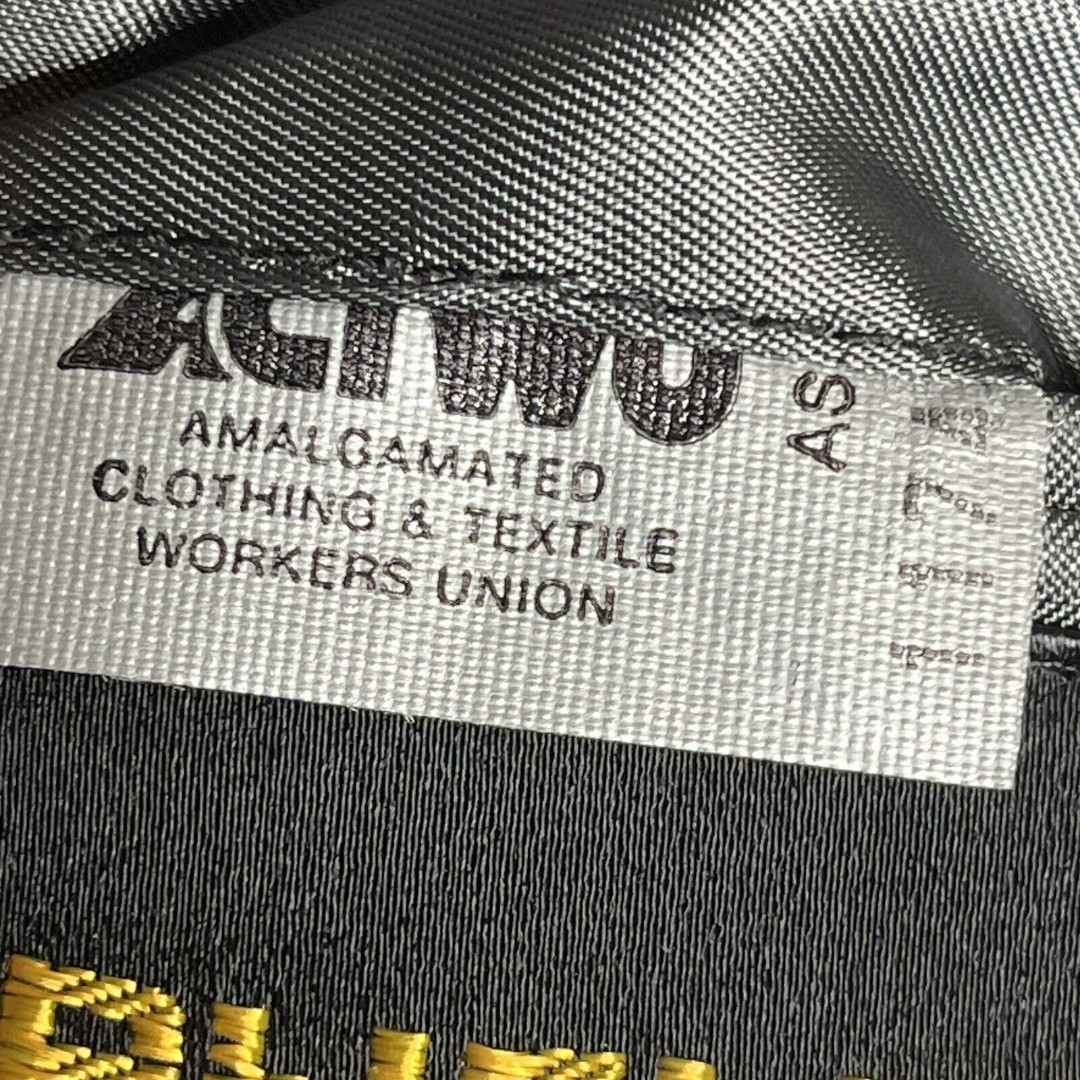 ACTWU
AMALGAMATED
CLOTHING & TEXTILE
WORKERS UNION
AS